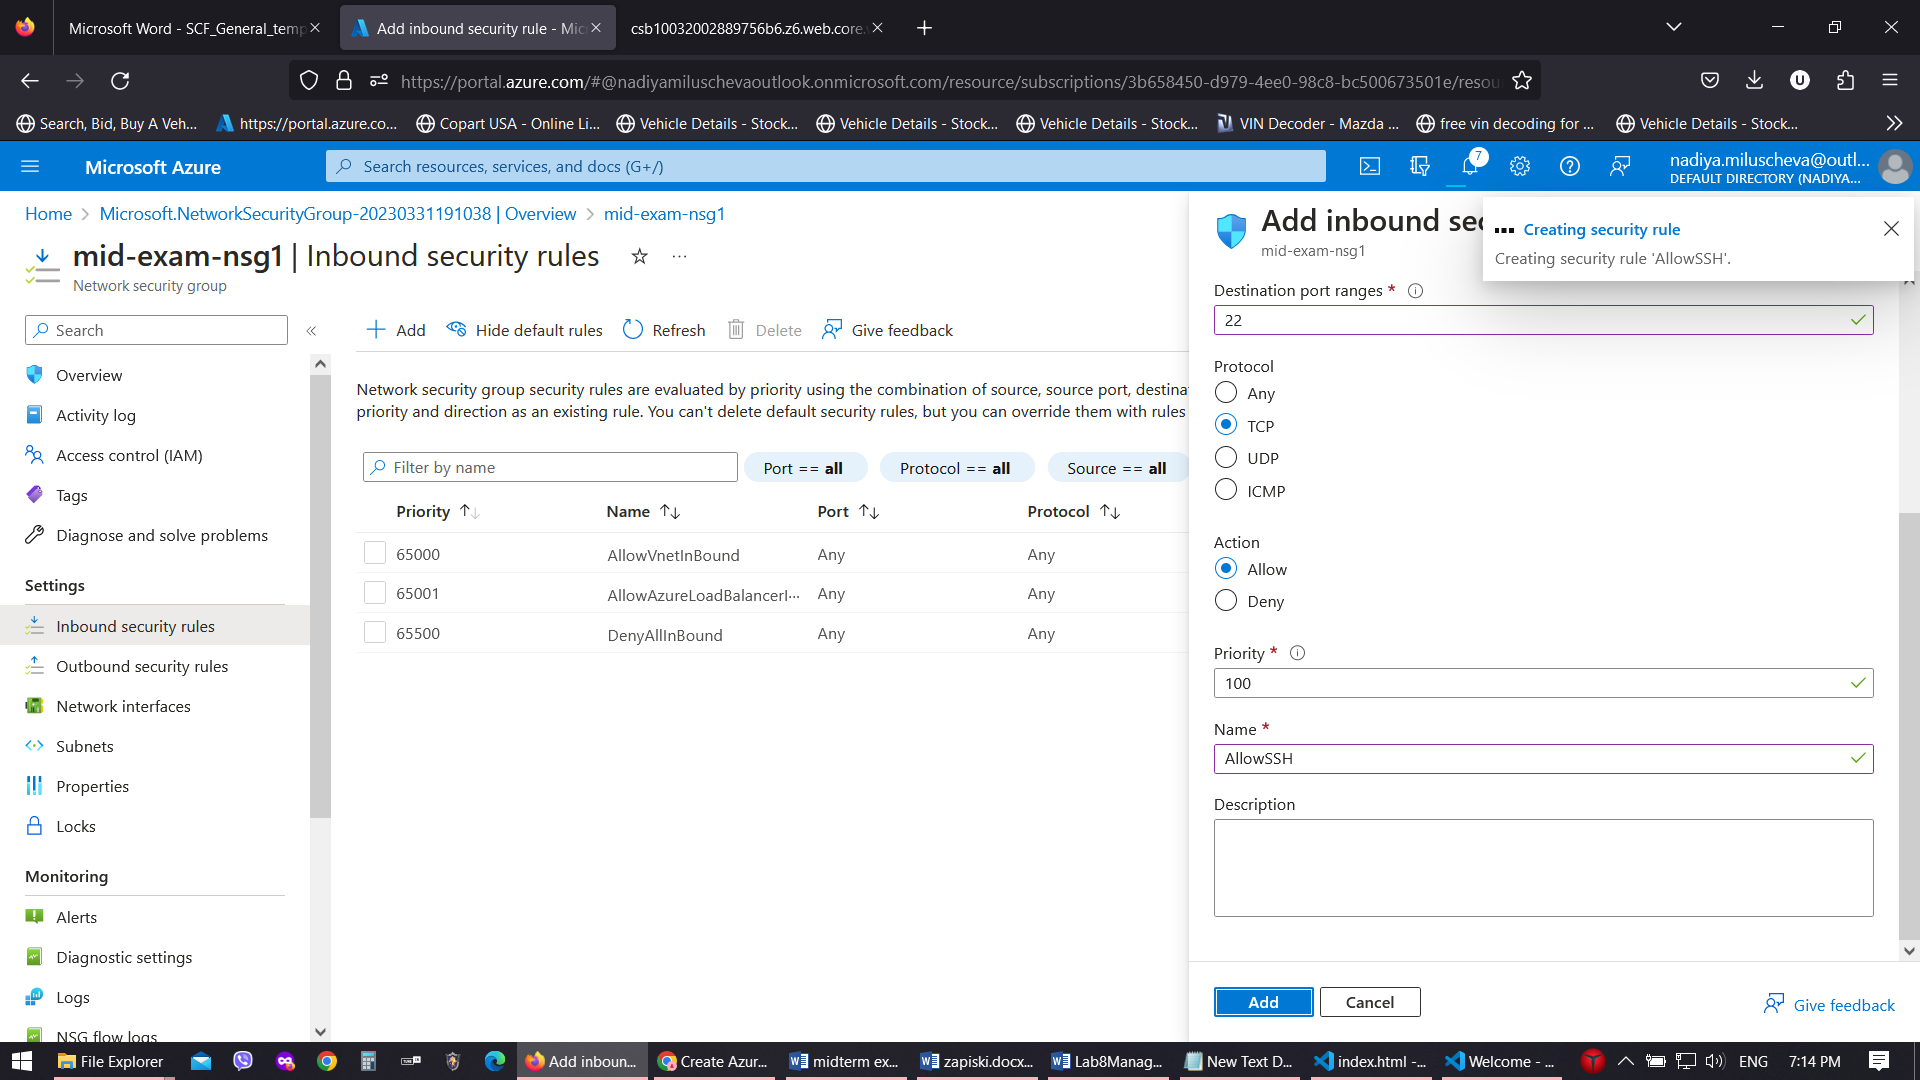 Microsoft Word - SCF_General_temp
Add inbound security rule - Mic
csb10032002889756b6.z6.web.core.w
https://portal.azure.com/#@nadiyamiluschevaoutlook.onmicrosoft.com/resource/subscriptions/3b658450-d979-4ee0-98c8-bc500673501e/resou
Search, Bid, Buy A Veh...
https://portal.azure.co...
Copart USA - Online Li...
Vehicle Details - Stock...
Vehicle Details - Stock...
Vehicle Details - Stock...
VIN Decoder - Mazda ...
free vin decoding for ...
Vehicle Details - Stock...
Microsoft Azure
Search resources, services, and docs (G+/)
7
nadiya.miluscheva@outl...
DEFAULT DIRECTORY (NADIYA...
Home > Microsoft.NetworkSecurityGroup-20230331191038 | Overview > mid-exam-nsg1
mid-exam-nsg1 | Inbound security rules
Network security group
Search
Overview
Activity log
Access control (IAM)
Tags
Diagnose and solve problems
Settings
Inbound security rules
Outbound security rules
Network interfaces
Subnets
Properties
Locks
Monitoring
Alerts
Diagnostic settings
Logs
NSG flow logs
Add
Hide default rules
Refresh
Delete
Give feedback
Network security group security rules are evaluated by priority using the combination of source, source port, destinat
priority and direction as an existing rule. You can't delete default security rules, but you can override them with rules
Filter by name
Port == all
Protocol == all
Source == all
Priority Name Port Protocol
65000 AllowVnetInBound Any Any
65001 AllowAzureLoadBalancerI··· Any Any
65500 DenyAllInBound Any Any
Add inbound sec
mid-exam-nsg1
Creating security rule
Creating security rule 'AllowSSH'.
Destination port ranges *
22
Protocol
Any
TCP
UDP
ICMP
Action
Allow
Deny
Priority *
100
Name *
AllowSSH
Description
Add
Cancel
Give feedback
File Explorer
Add inboun...
Create Azur...
midterm ex...
zapiski.docx...
Lab8Manag...
New Text D...
index.html -...
Welcome - ...
ENG
7:14 PM